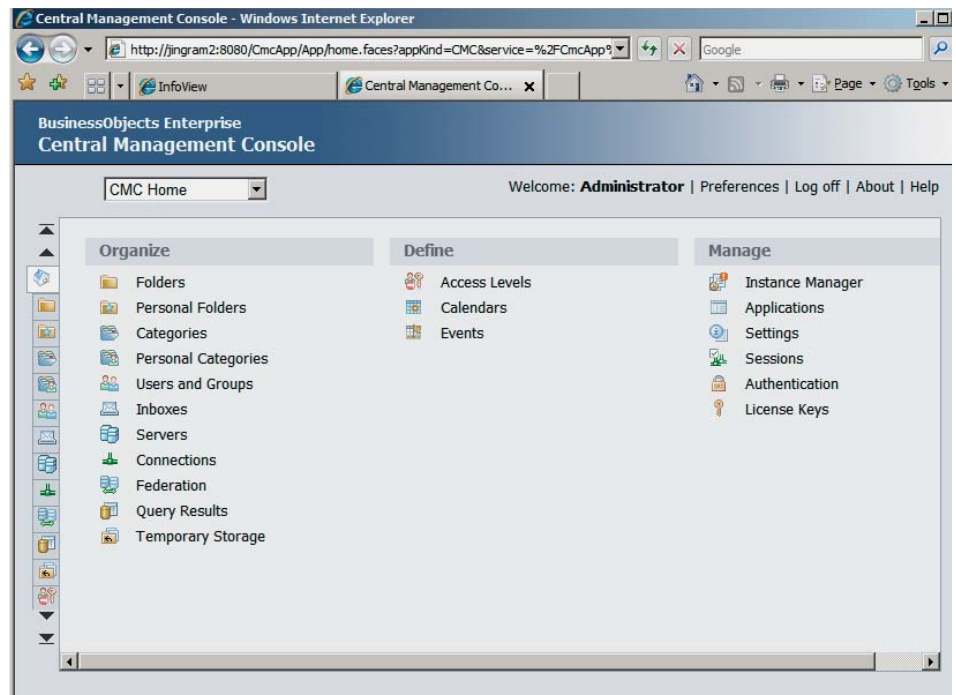 Central Management Console - Windows Internet Explorer
http://jingram2:8080/CmcApp/App/home.faces?appKind=CMC&service=%2FCmcApp%
Google
InfoView
Central Management Co...
Page
Tools
BusinessObjects Enterprise
Central Management Console
CMC Home
Welcome: Administrator | Preferences | Log off | About | Help
Organize
Folders
Personal Folders
Categories
Personal Categories
Users and Groups
Inboxes
Servers
Connections
Federation
Query Results
Temporary Storage
Define
Access Levels
Calendars
Events
Manage
Instance Manager
Applications
Settings
Sessions
Authentication
License Keys